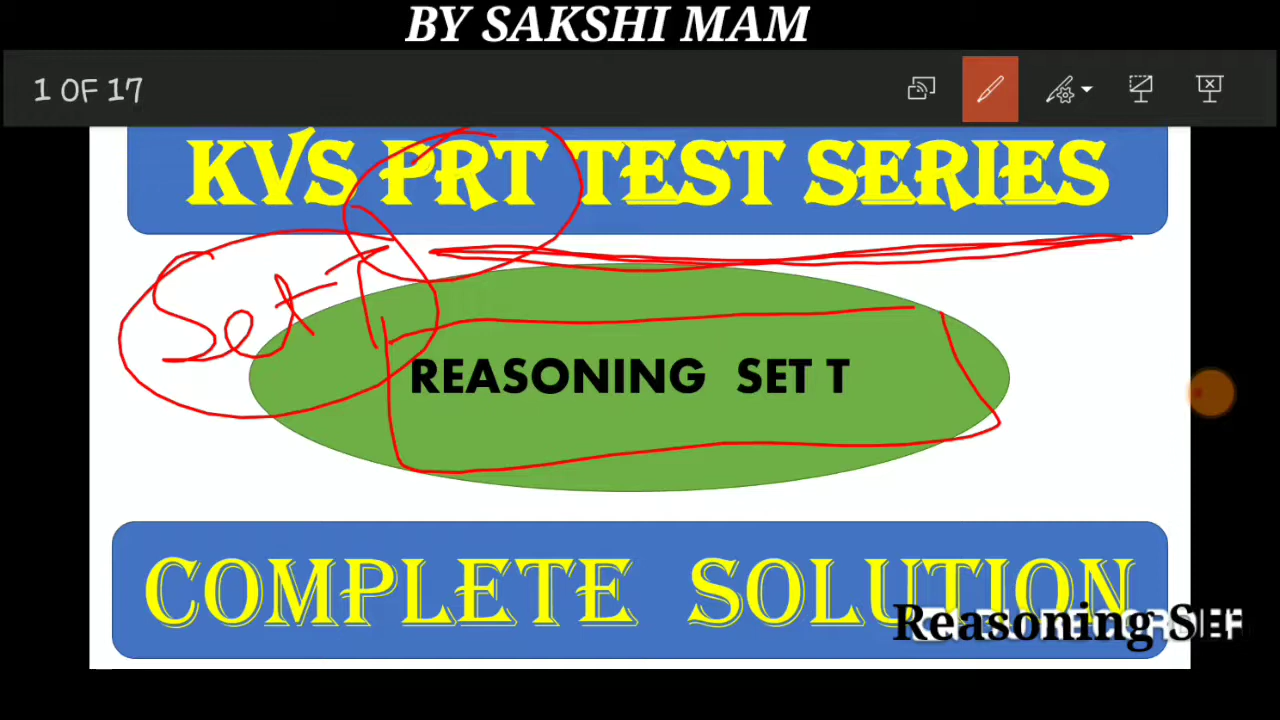 BY SAKSHI MAM
1 OF 17
KVS PRT TEST SERIES
Set T
REASONING SET T
COMPLETE SOLUTION
Reasoning S